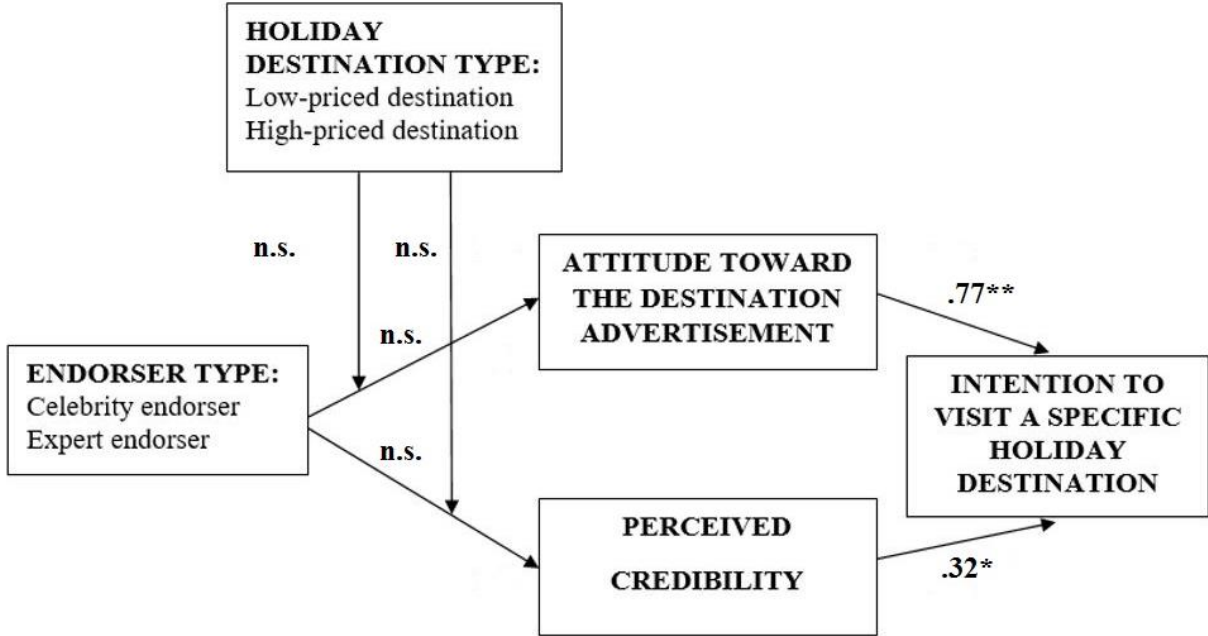 HOLIDAY
DESTINATION TYPE:
Low-priced destination
High-priced destination
n.s.
n.s.
ATTITUDE TOWARD
THE DESTINATION
ADVERTISEMENT
.77**
n.s.
ENDORSER TYPE:
Celebrity endorser
Expert endorser
INTENTION TO
VISIT A SPECIFIC
HOLIDAY
DESTINATION
n.s.
PERCEIVED
CREDIBILITY
.32*